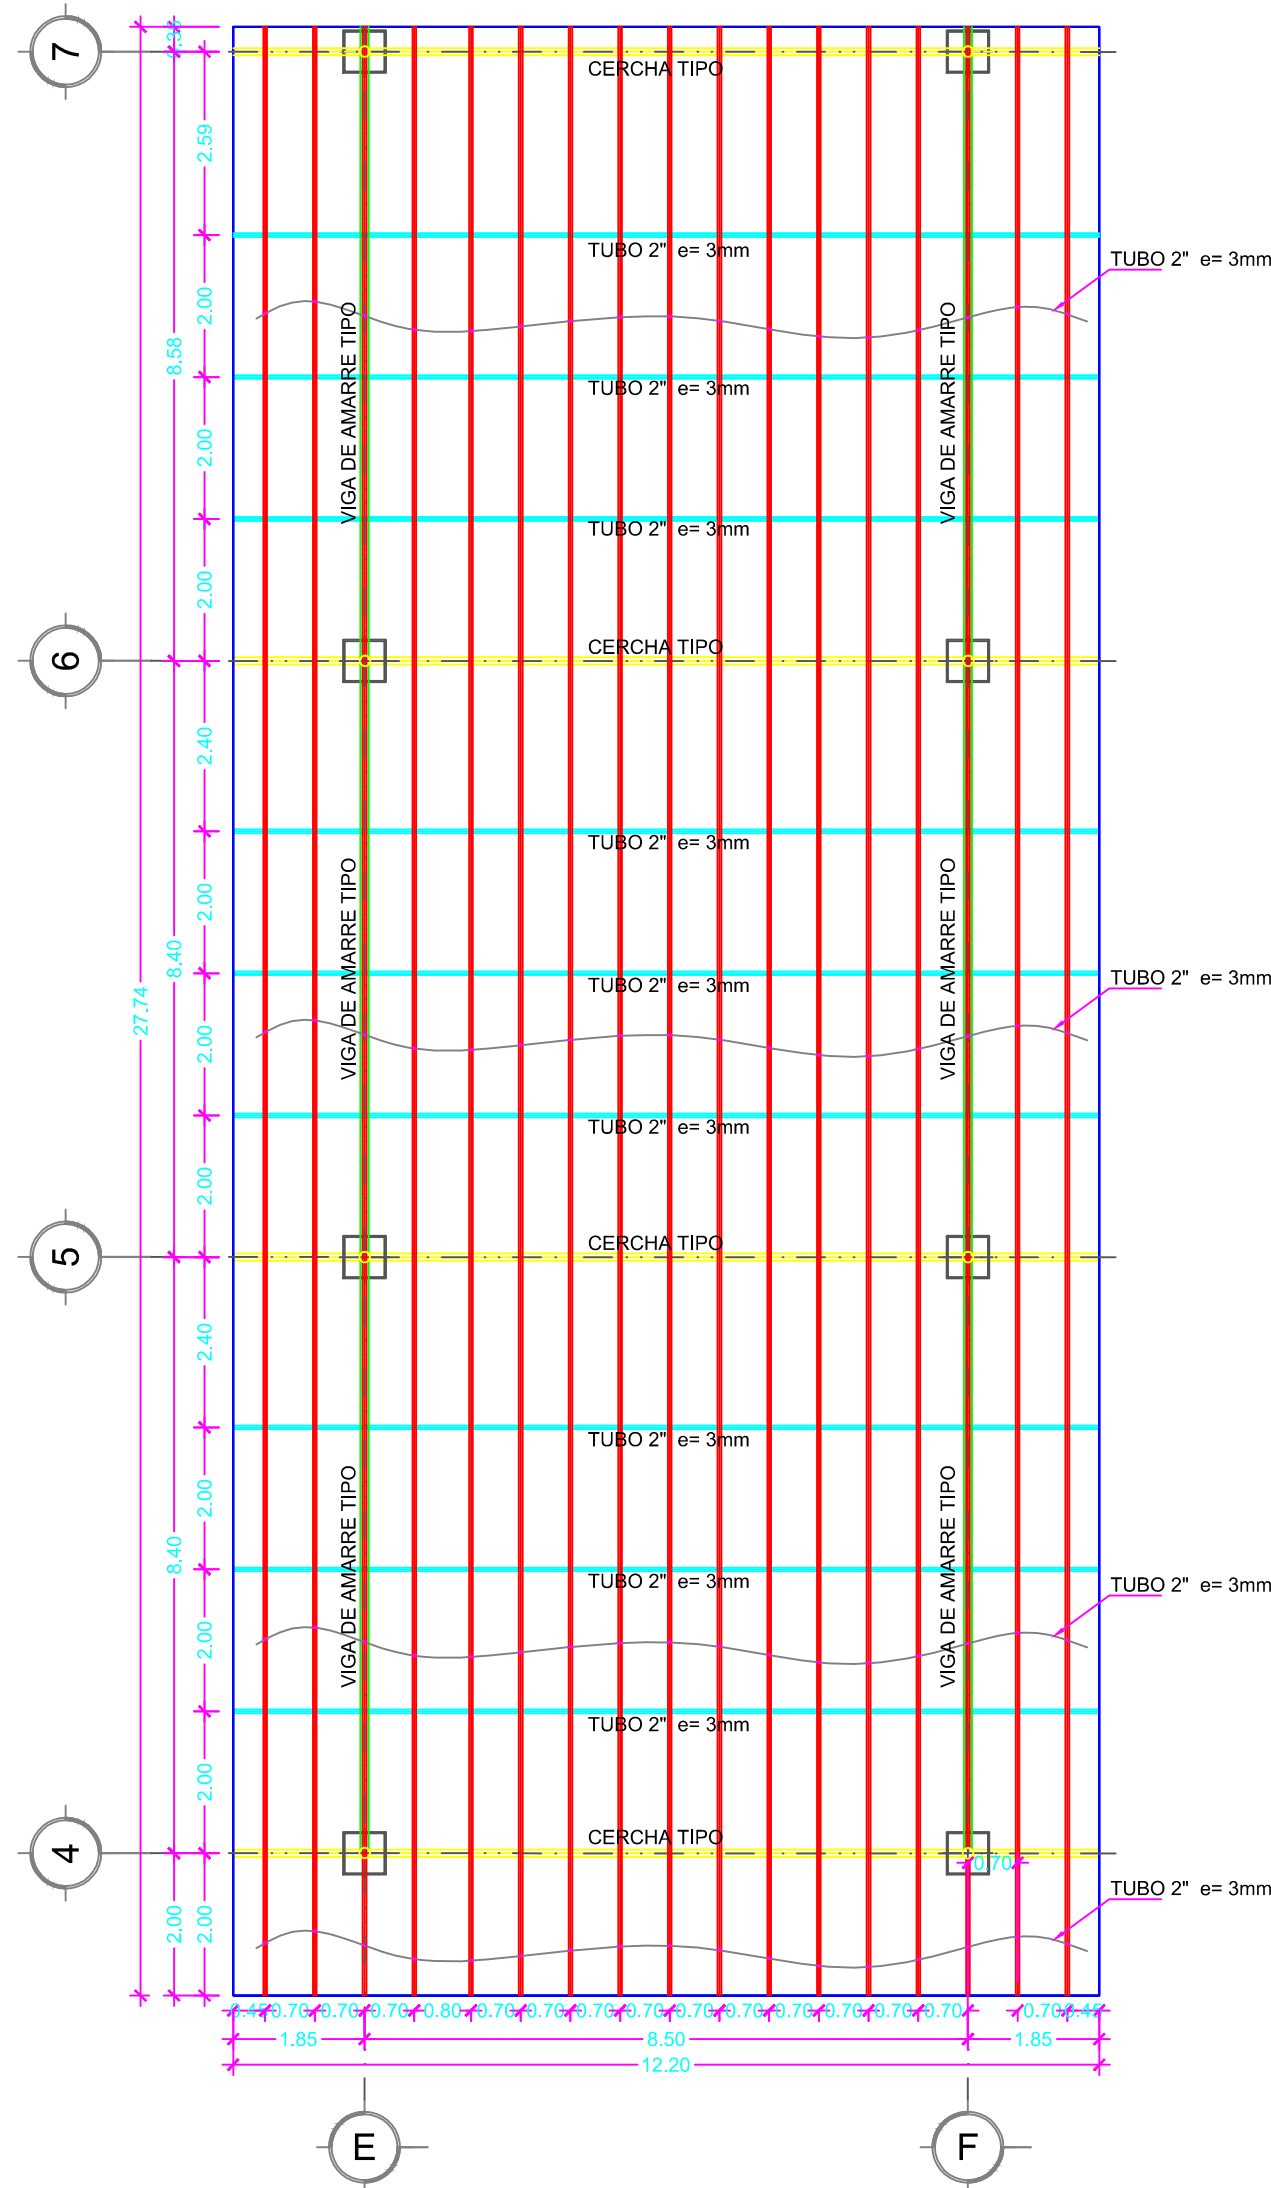 7
0.35
CERCHA TIPO
2.59
TUBO 2" e= 3mm
TUBO 2" e= 3mm
2.00
8.58
VIGA DE AMARRE TIPO
VIGA DE AMARRE TIPO
TUBO 2" e= 3mm
2.00
TUBO 2" e= 3mm
2.00
6
CERCHA TIPO
2.40
TUBO 2" e= 3mm
2.00
8.40
VIGA DE AMARRE TIPO
VIGA DE AMARRE TIPO
TUBO 2" e= 3mm
TUBO 2" e= 3mm
27.74
2.00
TUBO 2" e= 3mm
2.00
5
CERCHA TIPO
2.40
TUBO 2" e= 3mm
2.00
8.40
VIGA DE AMARRE TIPO
VIGA DE AMARRE TIPO
TUBO 2" e= 3mm
TUBO 2" e= 3mm
2.00
TUBO 2" e= 3mm
2.00
4
CERCHA TIPO
0.70
TUBO 2" e= 3mm
2.00
2.00
0.45 0.70 0.70 0.70 0.80 0.70 0.70 0.70 0.70 0.70 0.70 0.70 0.70 0.70 0.70 0.70 0.45
1.85 8.50 1.85
12.20
E F